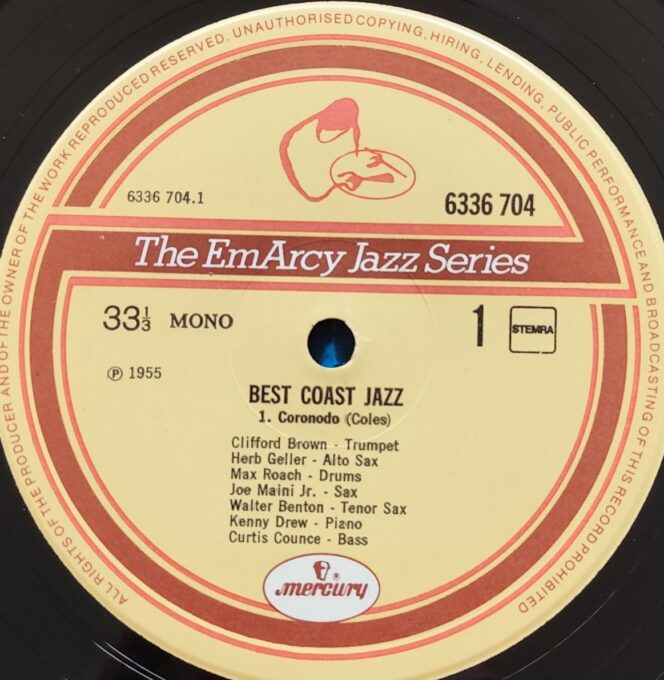 ALL RIGHTS OF THE PRODUCER AND OF THE OWNER OF THE WORK REPRODUCED RESERVED. UNAUTHORISED COPYING, HIRING, LENDING, PUBLIC PERFORMANCE AND BROADCASTING OF THIS RECORD PROHIBITED
6336 704.1
6336 704
The EmArcy Jazz Series
33⅓ MONO
1
STEMRA
℗ 1955
BEST COAST JAZZ
1. Coronodo (Coles)
Clifford Brown - Trumpet
Herb Geller - Alto Sax
Max Roach - Drums
Joe Maini Jr. - Sax
Walter Benton - Tenor Sax
Kenny Drew - Piano
Curtis Counce - Bass
mercury ®